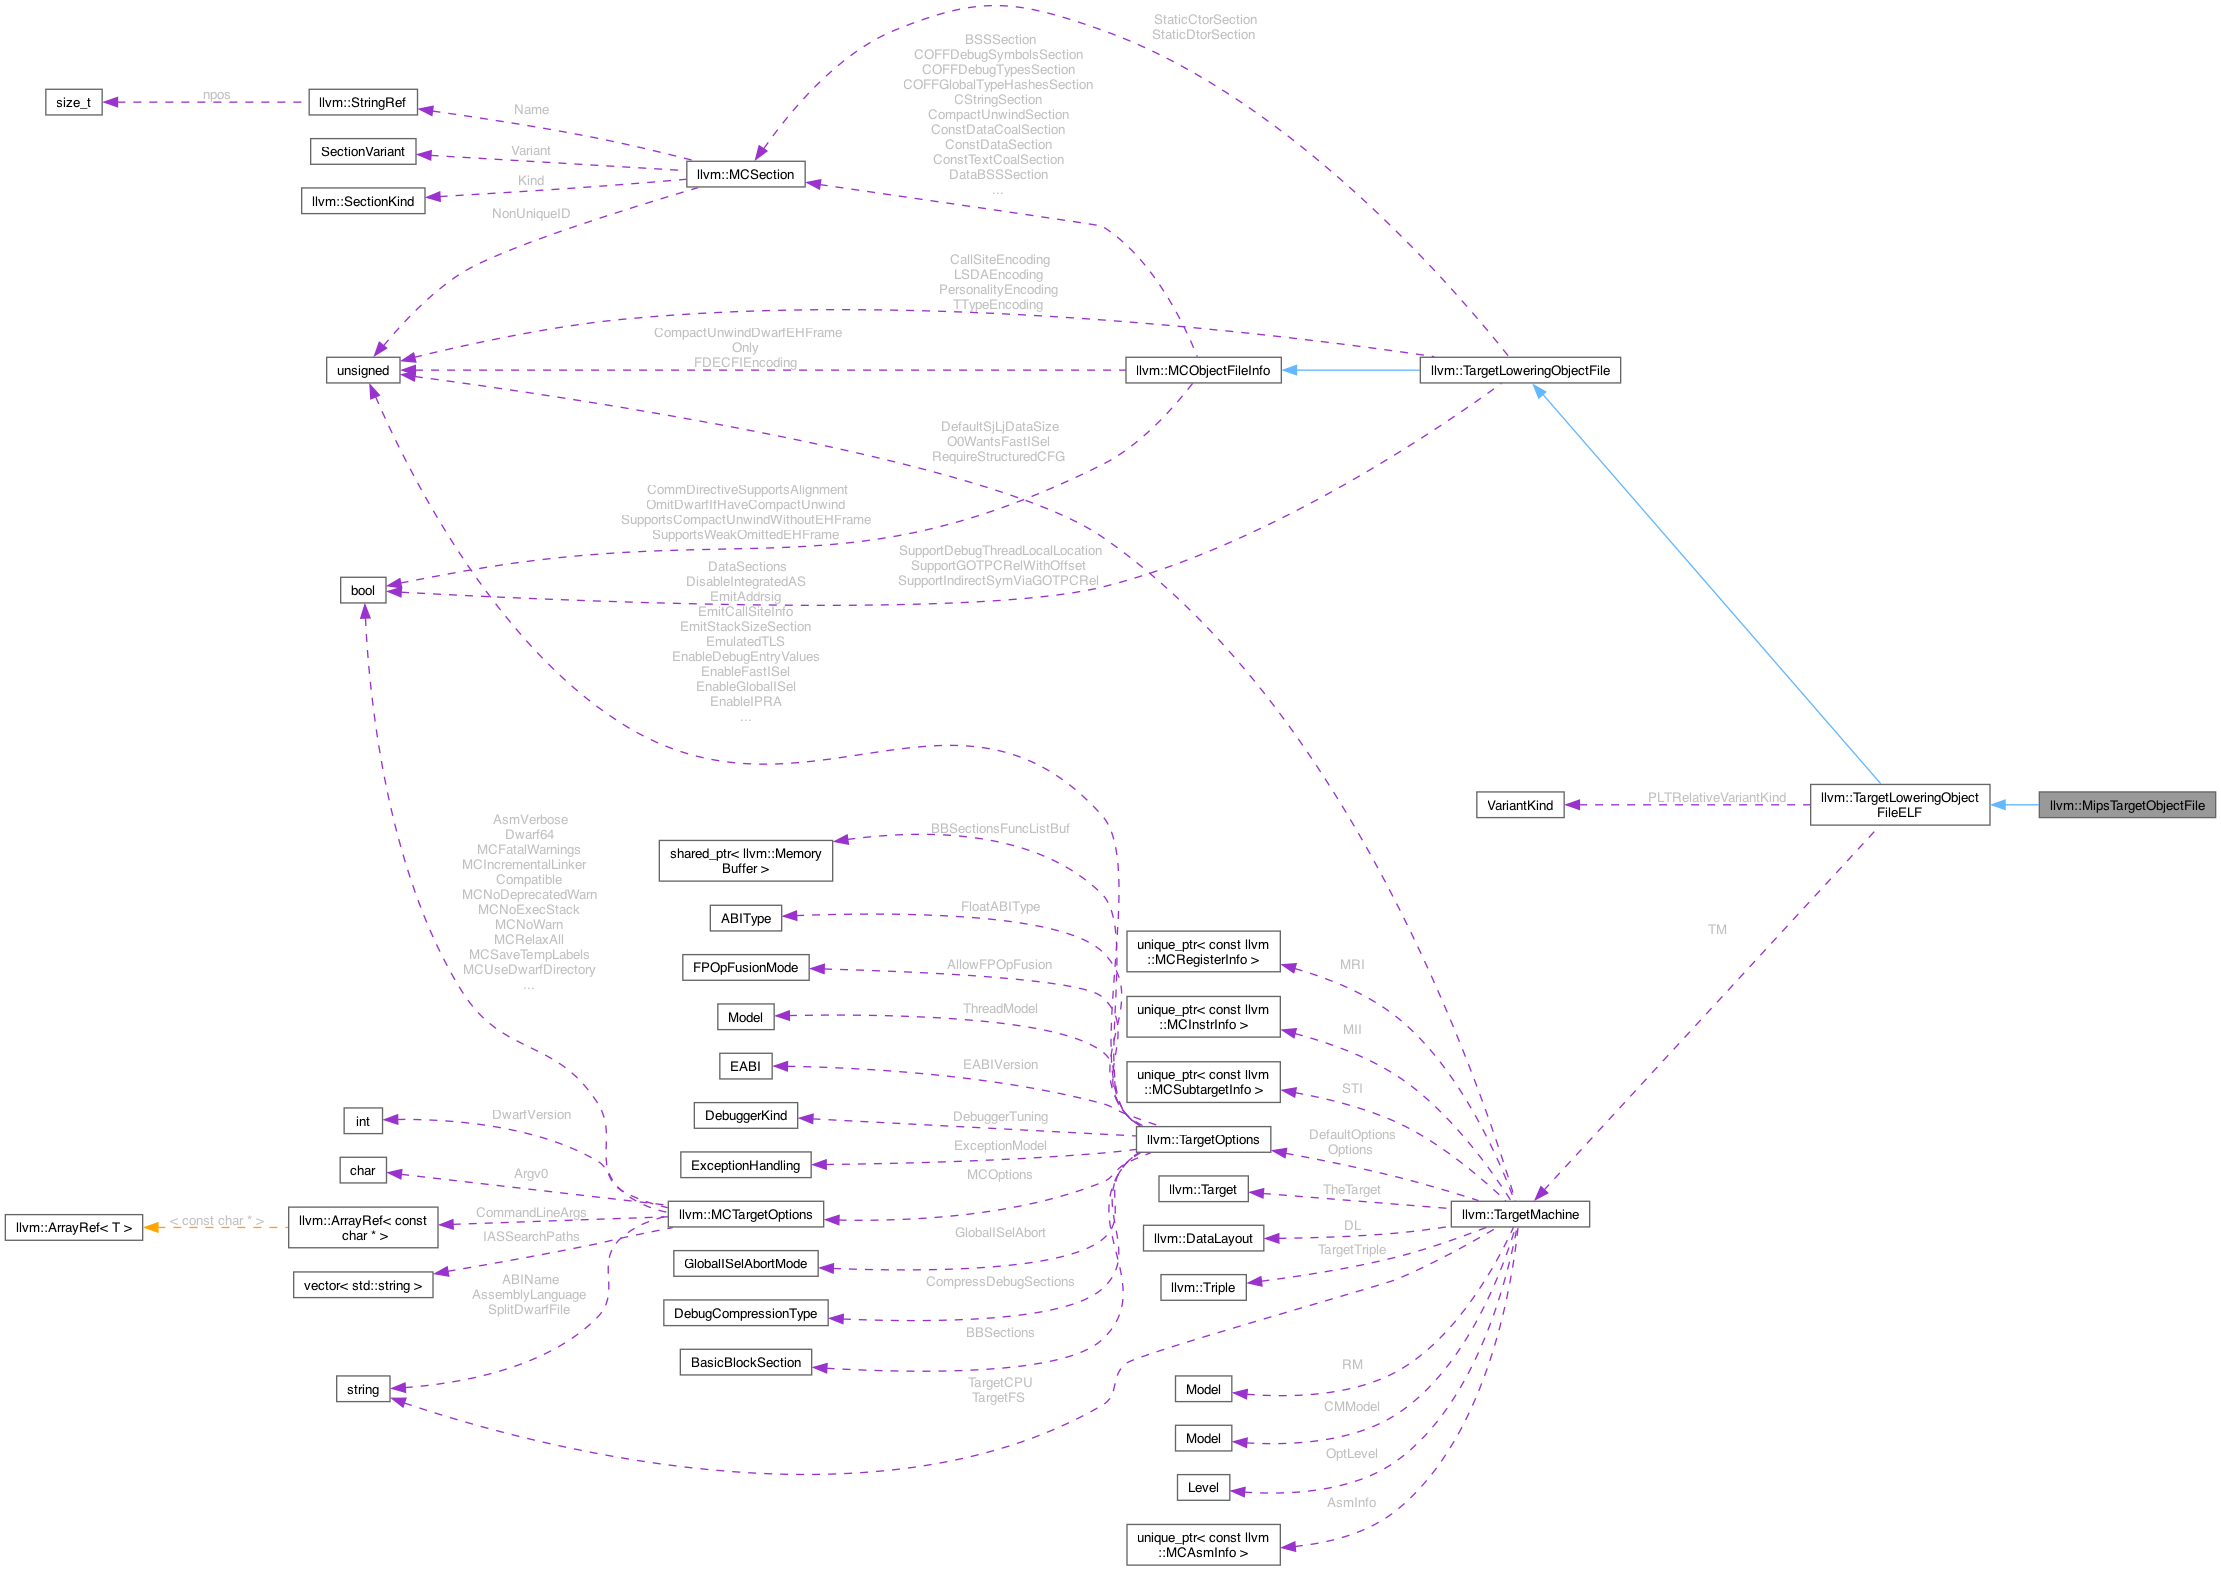 StaticCtorSection
StaticDtorSection
BSSSection
COFFDebugSymbolsSection
COFFDebugTypesSection
COFFGlobalTypeHashesSection
CStringSection
CompactUnwindSection
ConstDataCoalSection
ConstDataSection
ConstTextCoalSection
DataBSSSection
...
size_t
npos
llvm::StringRef
Name
SectionVariant
Variant
llvm::SectionKind
Kind
llvm::MCSection
NonUniqueID
CallSiteEncoding
LSDAEncoding
PersonalityEncoding
TTypeEncoding
CompactUnwindDwarfEHFrame
Only
FDECFIEncoding
unsigned
llvm::MCObjectFileInfo
llvm::TargetLoweringObjectFile
DefaultSjLjDataSize
O0WantsFastISel
RequireStructuredCFG
CommDirectiveSupportsAlignment
OmitDwarfIfHaveCompactUnwind
SupportsCompactUnwindWithoutEHFrame
SupportsWeakOmittedEHFrame
SupportDebugThreadLocalLocation
SupportGOTPCRelWithOffset
SupportIndirectSymViaGOTPCRel
bool
DataSections
DisableIntegratedAS
EmitAddrsig
EmitCallSiteInfo
EmitStackSizeSection
EmulatedTLS
EnableDebugEntryValues
EnableFastISel
EnableGlobalISel
EnableIPRA
...
VariantKind
PLTRelativeVariantKind
llvm::TargetLoweringObject
FileELF
llvm::MipsTargetObjectFile
AsmVerbose
Dwarf64
MCFatalWarnings
MCIncrementalLinker
Compatible
MCNoDeprecatedWarn
MCNoExecStack
MCNoWarn
MCRelaxAll
MCSaveTempLabels
MCUseDwarfDirectory
...
shared_ptr< llvm::Memory
Buffer >
BBSectionsFuncListBuf
ABIType
FloatABIType
FPOpFusionMode
AllowFPOpFusion
Model
ThreadModel
EABI
EABIVersion
DebuggerKind
DebuggerTuning
ExceptionHandling
ExceptionModel
MCOptions
unique_ptr< const llvm
::MCRegisterInfo >
MRI
unique_ptr< const llvm
::MCInstrInfo >
MII
unique_ptr< const llvm
::MCSubtargetInfo >
STI
TM
llvm::TargetOptions
DefaultOptions
Options
llvm::Target
TheTarget
llvm::TargetMachine
llvm::DataLayout
DL
llvm::Triple
TargetTriple
int
DwarfVersion
char
Argv0
llvm::ArrayRef< T >
< const char * >
llvm::ArrayRef< const
char * >
CommandLineArgs
llvm::MCTargetOptions
IASSearchPaths
vector< std::string >
ABIName
AssemblyLanguage
SplitDwarfFile
GlobalISelAbortMode
GlobalISelAbort
DebugCompressionType
CompressDebugSections
BasicBlockSection
BBSections
string
TargetCPU
TargetFS
Model
RM
Model
CMModel
Level
OptLevel
unique_ptr< const llvm
::MCAsmInfo >
AsmInfo